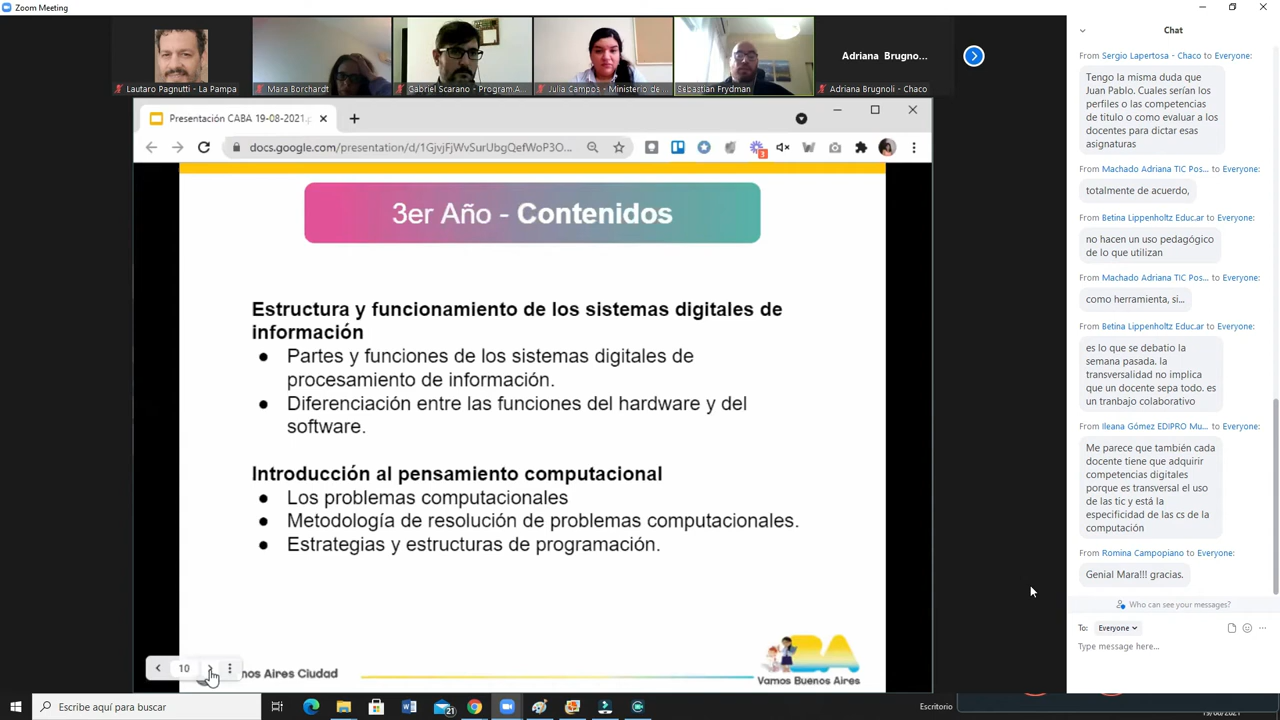 Zoom Meeting
Lautaro Pagnutti - La Pampa
Mara Borchardt
Gabriel Scarano - Program A...
Julia Campos - Ministerio de...
Sebastian Frydman
Adriana Brugno...
Adriana Brugnoli - Chaco
Presentación CABA 19-08-2021.
docs.google.com/presentation/d/1GjvjFjWvSurUbgQefWoP3O...
3
3er Año - Contenidos
Estructura y funcionamiento de los sistemas digitales de
información
● Partes y funciones de los sistemas digitales de
procesamiento de información.
● Diferenciación entre las funciones del hardware y del
software.
Introducción al pensamiento computacional
● Los problemas computacionales
● Metodología de resolución de problemas computacionales.
● Estrategias y estructuras de programación.
10
nos Aires Ciudad
BA
Vamos Buenos Aires
Chat
From Sergio Lapertosa - Chaco to Everyone:
Tengo la misma duda que
Juan Pablo. Cuales serían los
perfiles o las competencias
de titulo o como evaluar a los
docentes para dictar esas
asignaturas
From Machado Adriana TIC Pos... to Everyone:
totalmente de acuerdo,
From Betina Lippenholtz Educ.ar to Everyone:
no hacen un uso pedagógico
de lo que utilizan
From Machado Adriana TIC Pos... to Everyone:
como herramienta, si...
From Betina Lippenholtz Educ.ar to Everyone:
es lo que se debatio la
semana pasada. la
transversalidad no implica
que un docente sepa todo. es
un tranbajo colaborativo
From Ileana Gómez EDIPRO Mu... to Everyone:
Me parece que también cada
docente tiene que adquirir
competencias digitales
porque es transversal el uso
de las tic y está la
especificidad de las cs de la
computación
From Romina Campopiano to Everyone:
Genial Mara!!! gracias.
Who can see your messages?
To: Everyone
Type message here...
Escribe aquí para buscar
21
Escritorio
19/08/2021